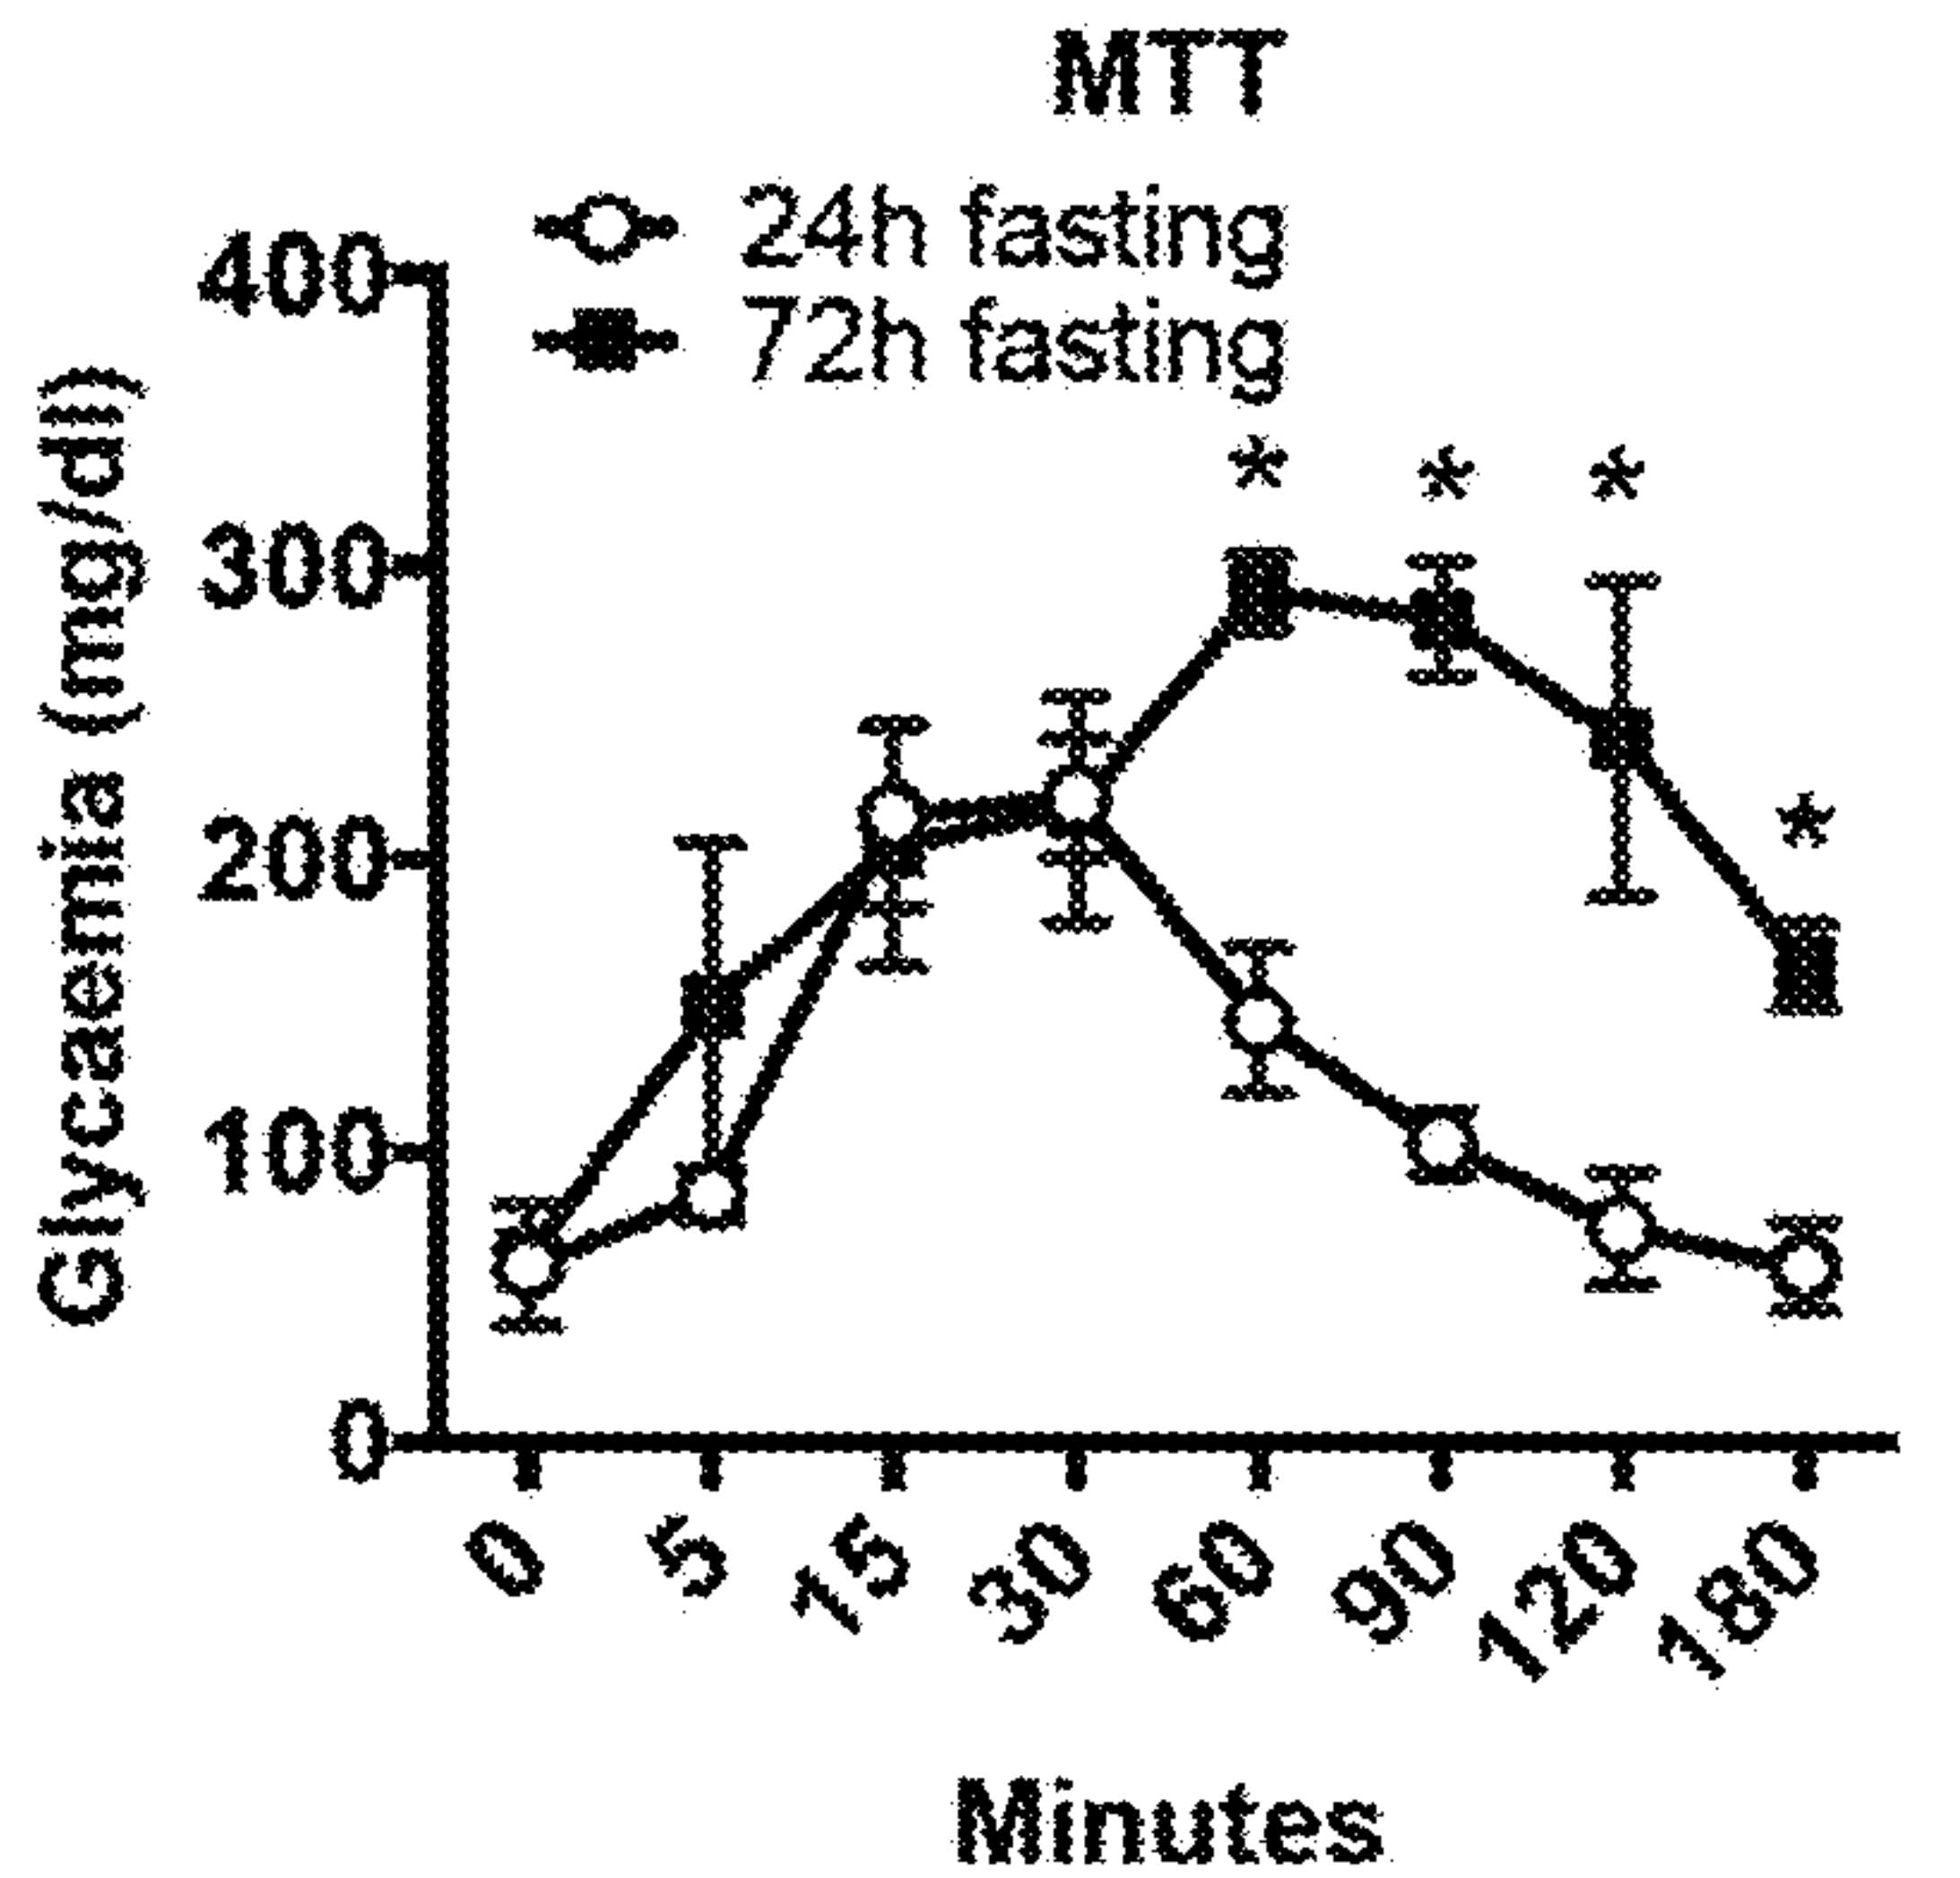 MTT
24h fasting
72h fasting
Glycaemia (mg/dl)
400
300
200
100
0
* * * *
0 5 15 30 60 90 120 180
Minutes